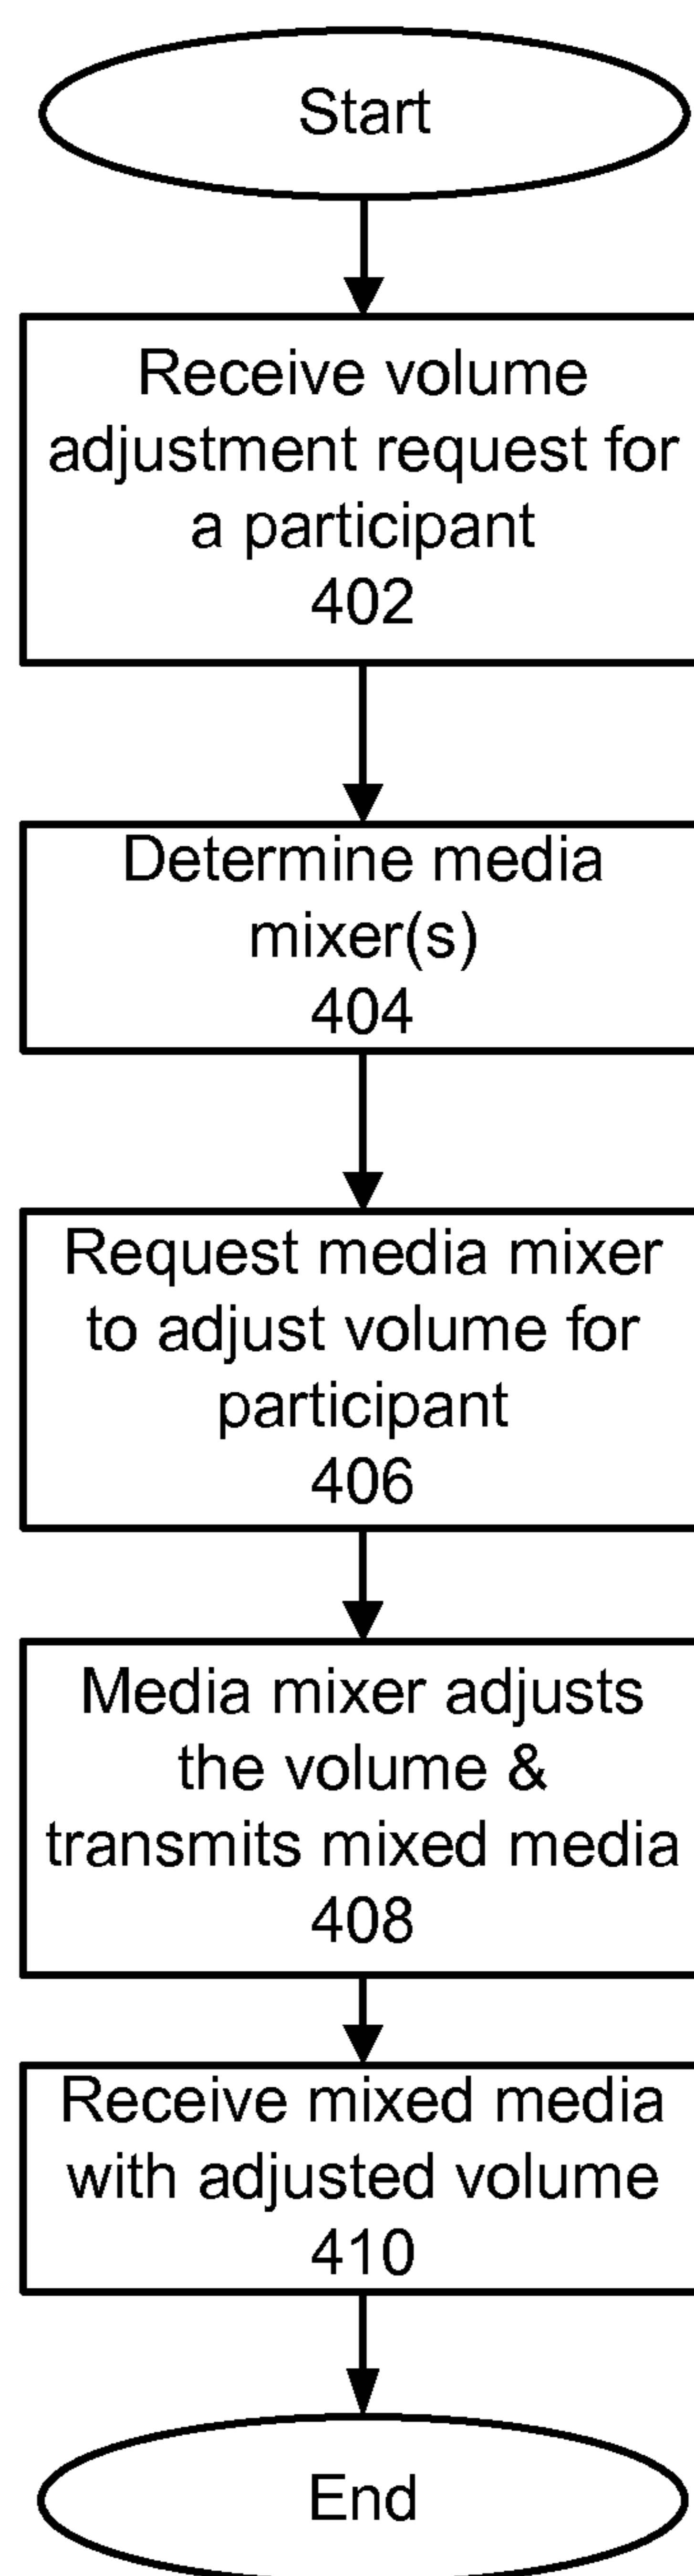 Start
Receive volume
adjustment request for
a participant
402
Determine media
mixer(s)
404
Request media mixer
to adjust volume for
participant
406
Media mixer adjusts
the volume &
transmits mixed media
408
Receive mixed media
with adjusted volume
410
End